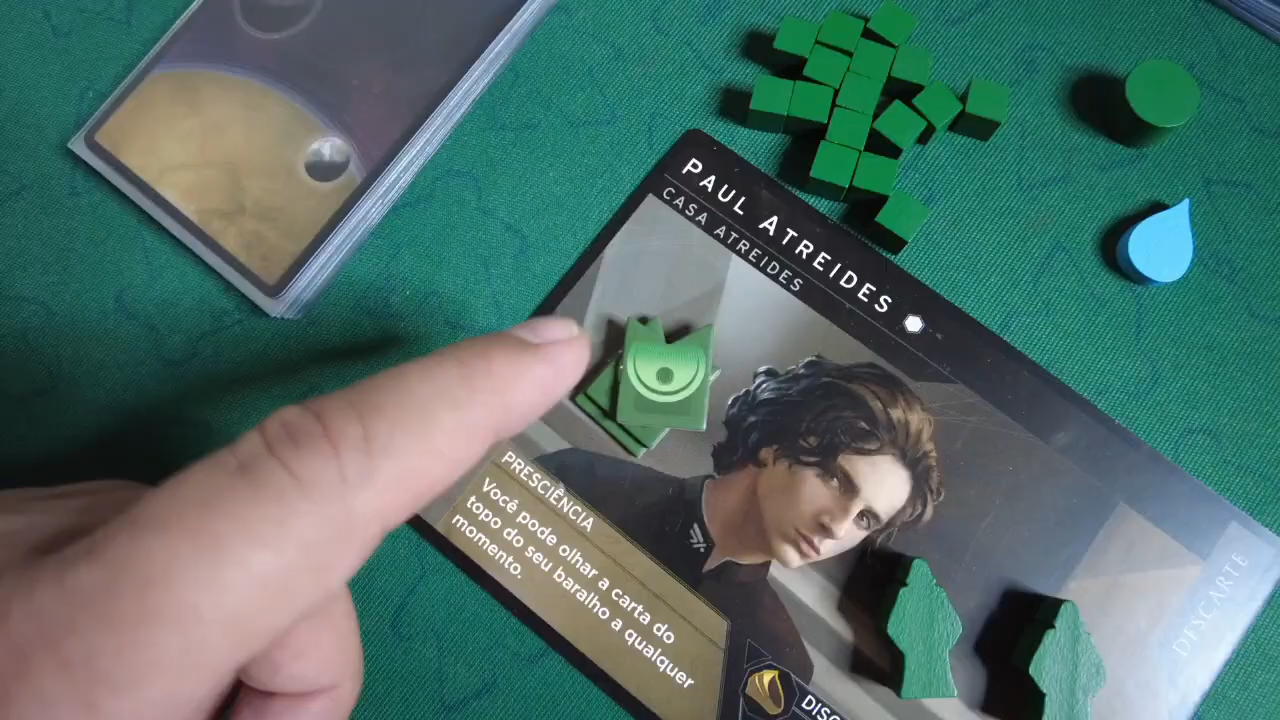 PAUL ATREIDES
CASA ATREIDES
PRESCIÊNCIA
Você pode olhar a carta do
topo do seu baralho a qualquer
momento.
DESCARTE